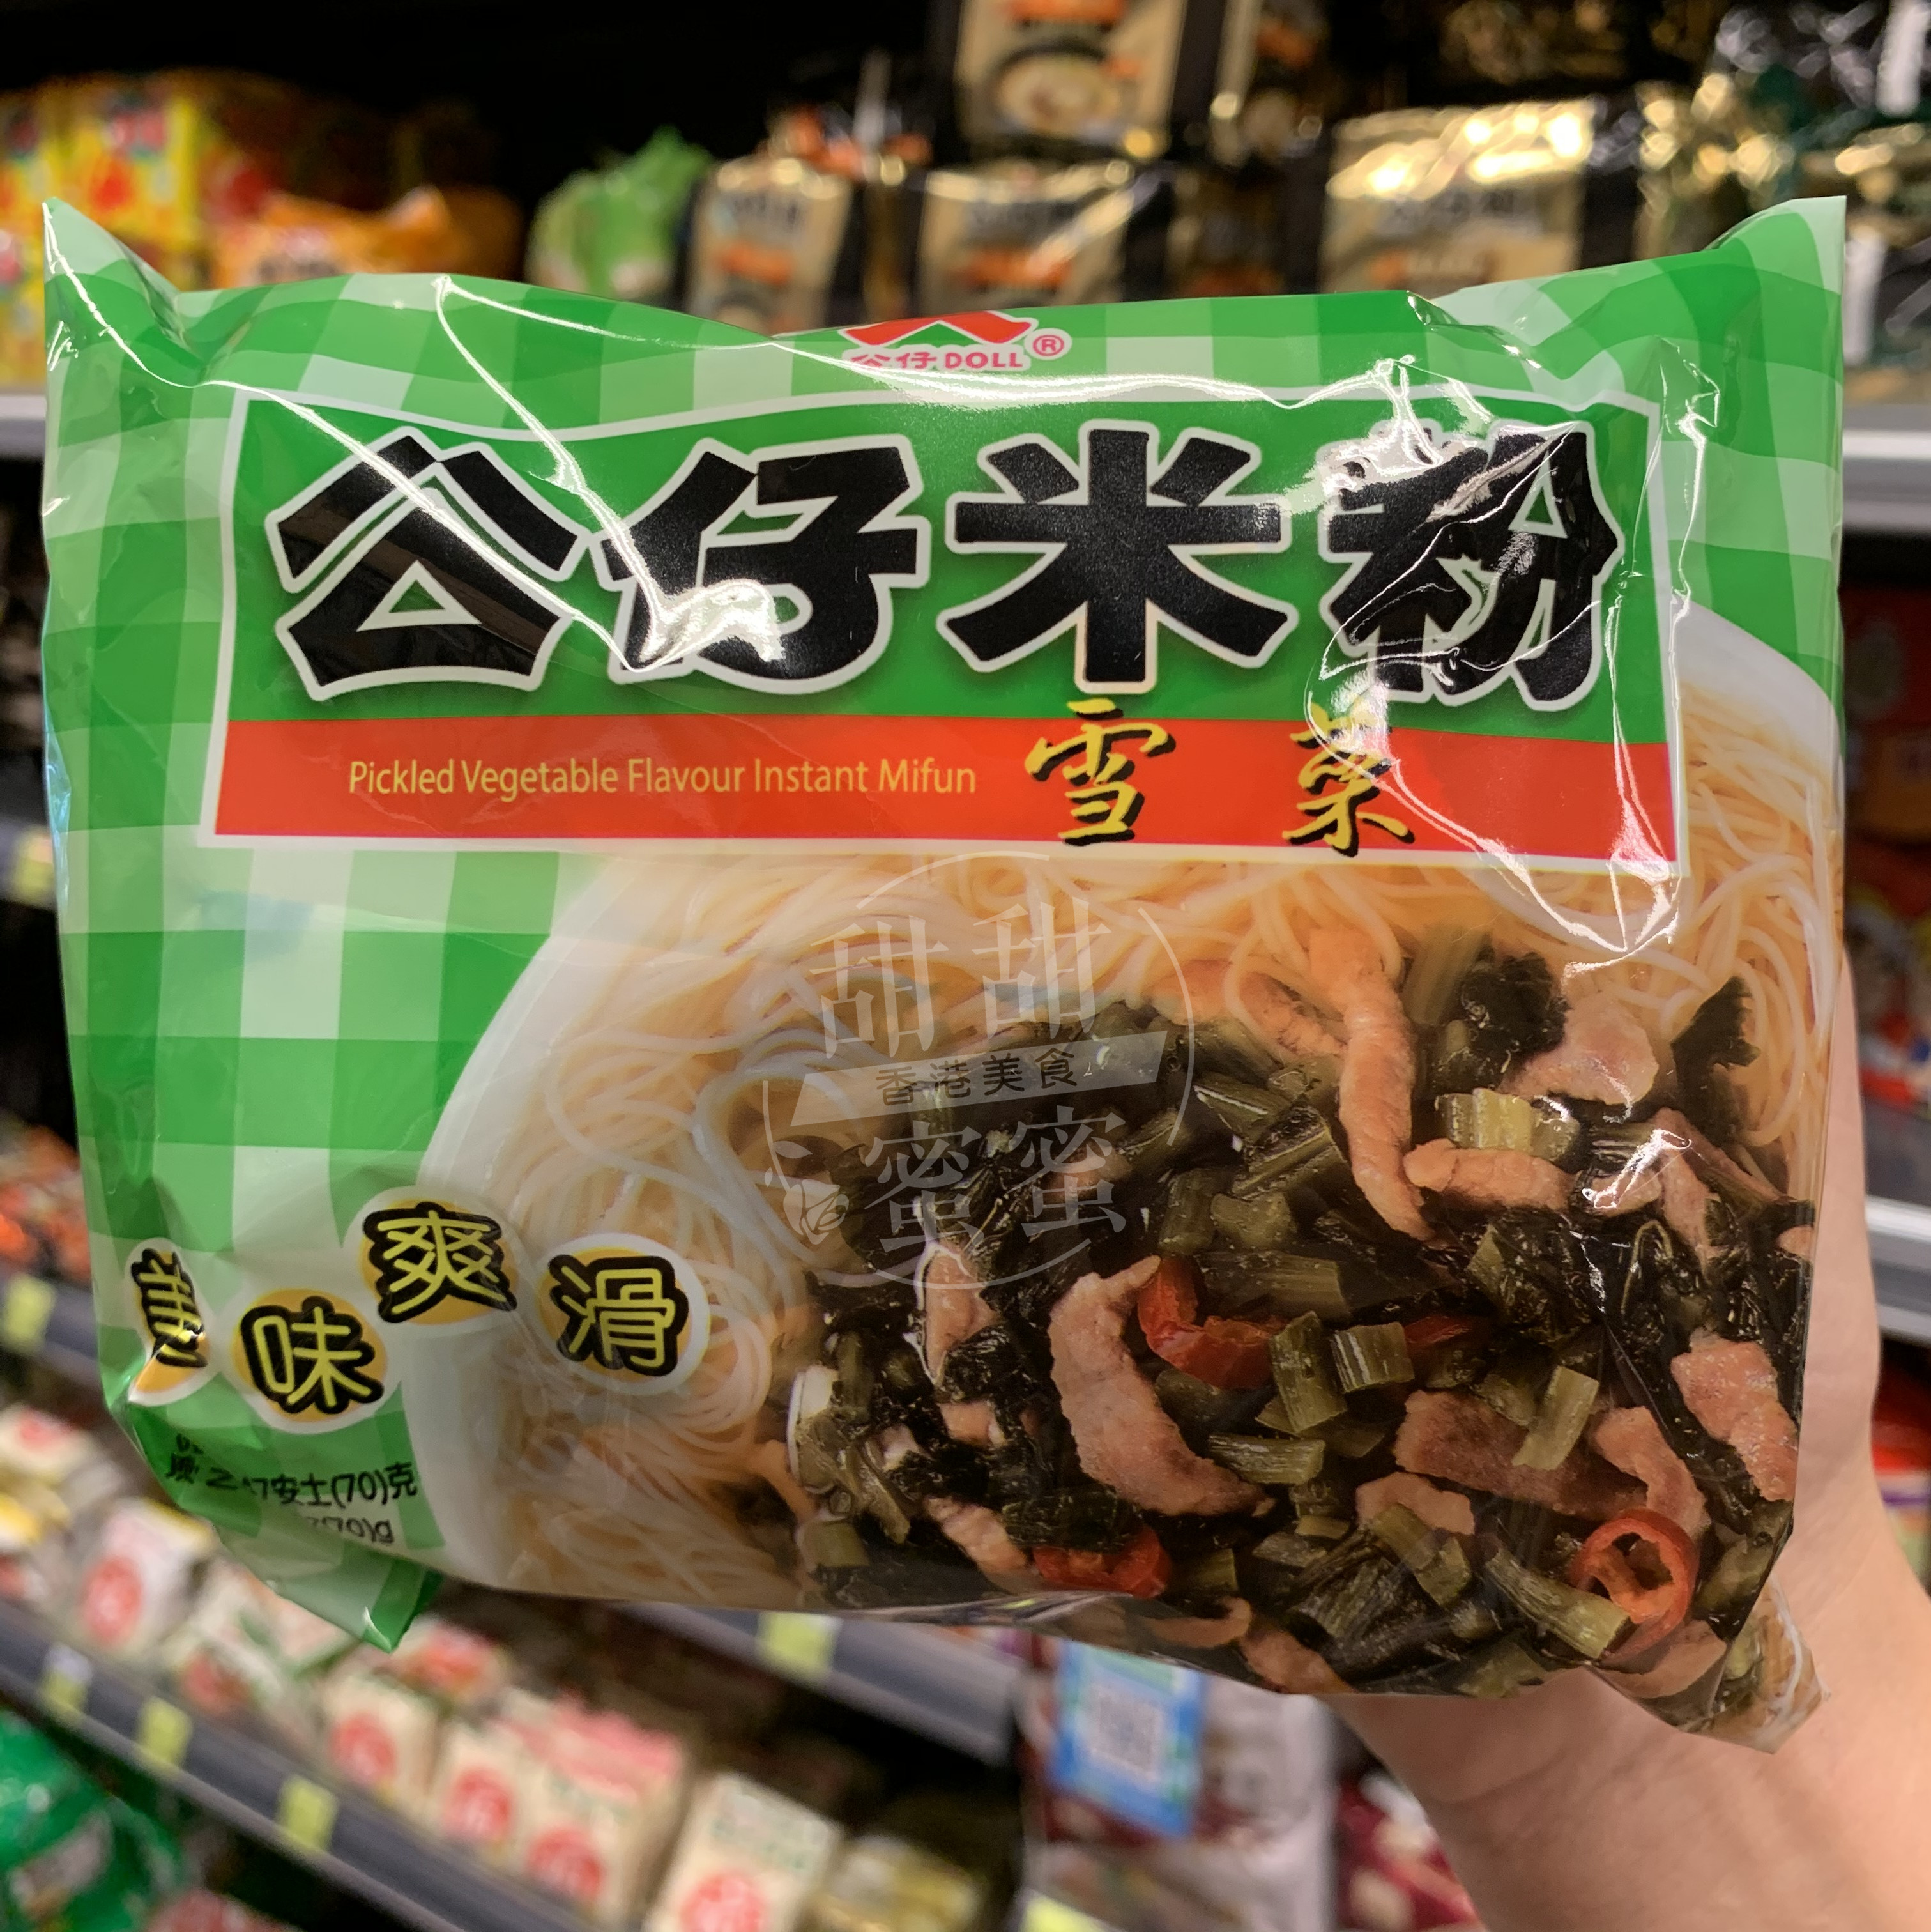 公仔DOLL®
公仔米粉
Pickled Vegetable Flavour Instant Mifun
雪菜
甜甜
香港美食
蜜蜜
美味爽滑
安士(70)克
(70)g